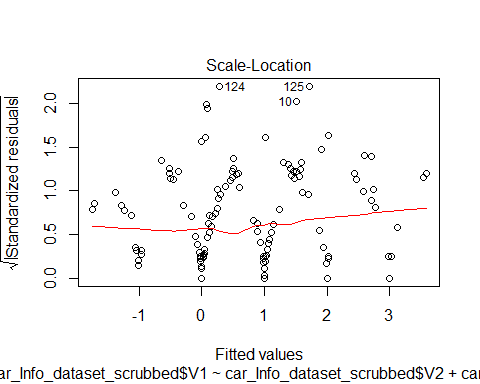 Scale-Location
√|Standardized residuals|
2.0
1.5
1.0
0.5
0.0
124
125
10
-1 0 1 2 3
Fitted values
car_Info_dataset_scrubbed$V1 ~ car_Info_dataset_scrubbed$V2 + car